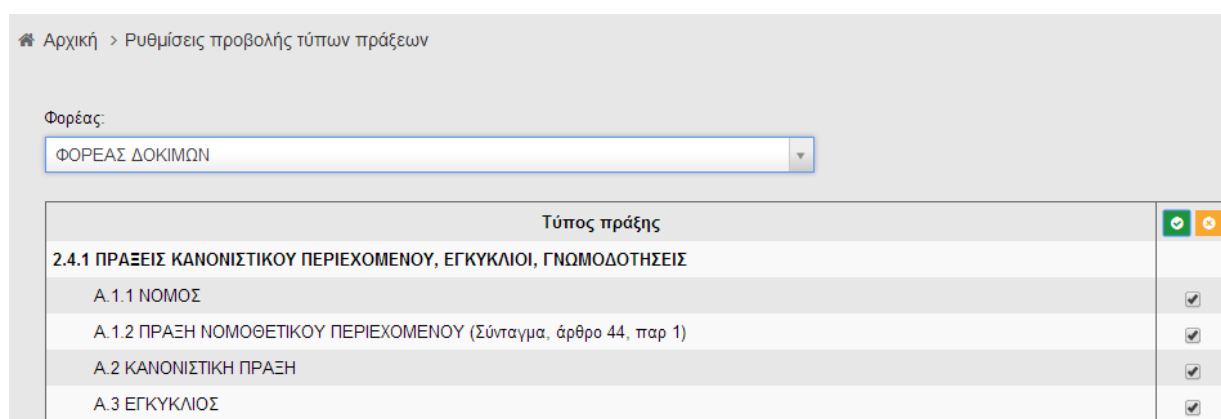 Αρχική > Ρυθμίσεις προβολής τύπων πράξεων
Φορέας:
ΦΟΡΕΑΣ ΔΟΚΙΜΩΝ
Τύπος πράξης
2.4.1 ΠΡΑΞΕΙΣ ΚΑΝΟΝΙΣΤΙΚΟΥ ΠΕΡΙΕΧΟΜΕΝΟΥ, ΕΓΚΥΚΛΙΟΙ, ΓΝΩΜΟΔΟΤΗΣΕΙΣ
Α.1.1 ΝΟΜΟΣ
Α.1.2 ΠΡΑΞΗ ΝΟΜΟΘΕΤΙΚΟΥ ΠΕΡΙΕΧΟΜΕΝΟΥ (Σύνταγμα, άρθρο 44, παρ 1)
Α.2 ΚΑΝΟΝΙΣΤΙΚΗ ΠΡΑΞΗ
Α.3 ΕΓΚΥΚΛΙΟΣ